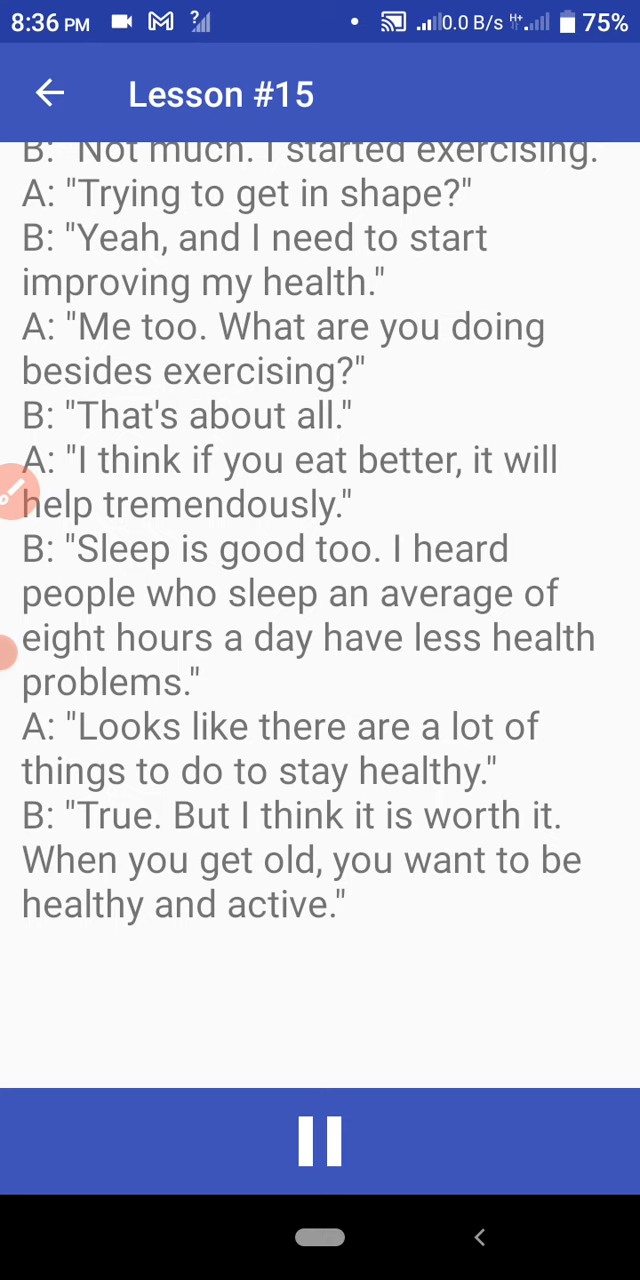 8:36 PM ? 0.0 B/s H+ 75%
Lesson #15
B: "Not much. I started exercising.
A: "Trying to get in shape?"
B: "Yeah, and I need to start
improving my health."
A: "Me too. What are you doing
besides exercising?"
B: "That's about all."
A: "I think if you eat better, it will
help tremendously."
B: "Sleep is good too. I heard
people who sleep an average of
eight hours a day have less health
problems."
A: "Looks like there are a lot of
things to do to stay healthy."
B: "True. But I think it is worth it.
When you get old, you want to be
healthy and active."